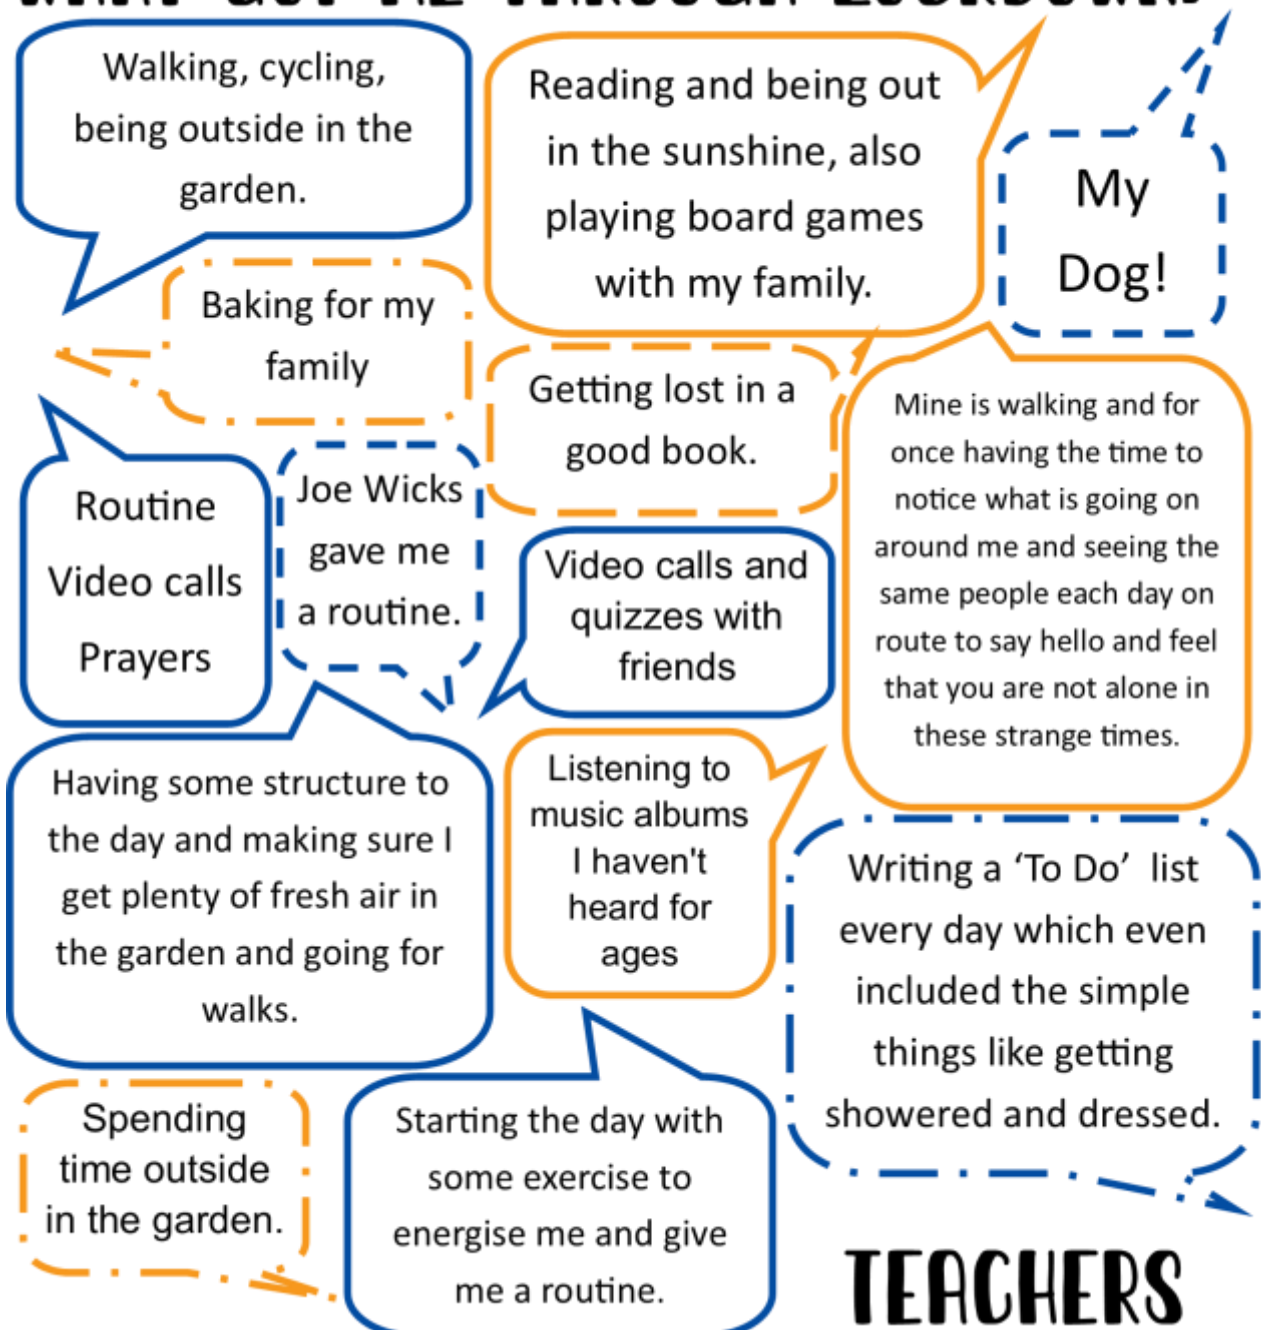 WHAT GOT ME THROUGH LOCKDOWN?
Walking, cycling,
being outside in the
garden.
Reading and being out
in the sunshine, also
playing board games
with my family.
My
Dog!
Baking for my
family
Getting lost in a
good book.
Mine is walking and for
once having the time to
notice what is going on
around me and seeing the
same people each day on
route to say hello and feel
that you are not alone in
these strange times.
Routine
Video calls
Prayers
Joe Wicks
gave me
a routine.
Video calls and
quizzes with
friends
Having some structure to
the day and making sure I
get plenty of fresh air in
the garden and going for
walks.
Listening to
music albums
I haven't
heard for
ages
Writing a ‘To Do’ list
every day which even
included the simple
things like getting
showered and dressed.
Spending
time outside
in the garden.
Starting the day with
some exercise to
energise me and give
me a routine.
TEACHERS